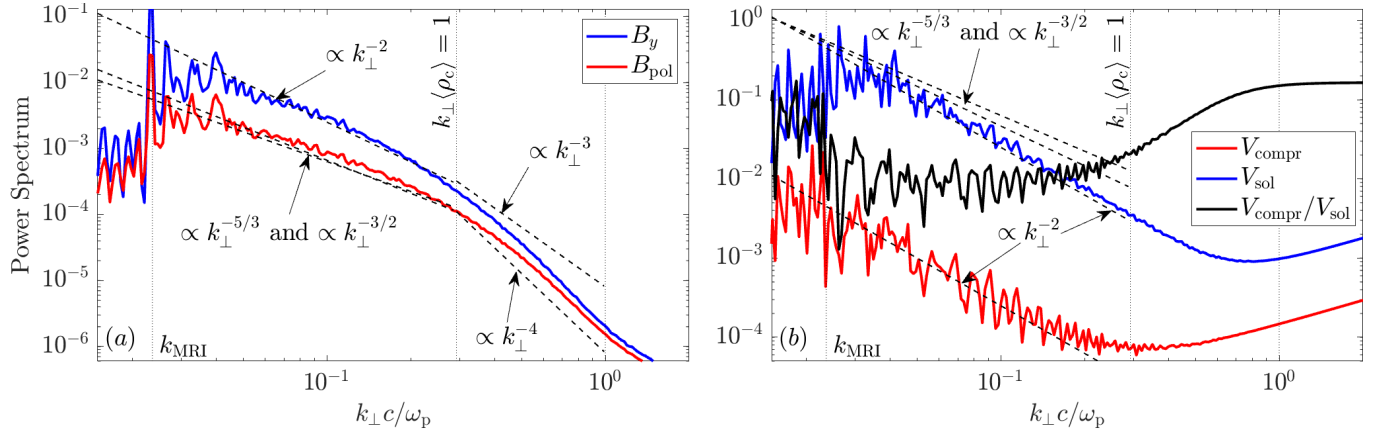 Power Spectrum
10^{-1}
10^{-2}
10^{-3}
10^{-4}
10^{-5}
10^{-6}
∝ k_⊥^{-2}
k_⊥⟨ρ_c⟩ = 1
B_y
B_pol
∝ k_⊥^{-3}
∝ k_⊥^{-5/3} and ∝ k_⊥^{-3/2}
∝ k_⊥^{-4}
(a)
k_MRI
10^{-1}
10^{0}
k_⊥c/ω_p
10^{0}
10^{-1}
10^{-2}
10^{-3}
10^{-4}
∝ k_⊥^{-5/3} and ∝ k_⊥^{-3/2}
k_⊥⟨ρ_c⟩ = 1
V_compr
V_sol
V_compr/V_sol
∝ k_⊥^{-2}
(b)
k_MRI
10^{-1}
10^{0}
k_⊥c/ω_p